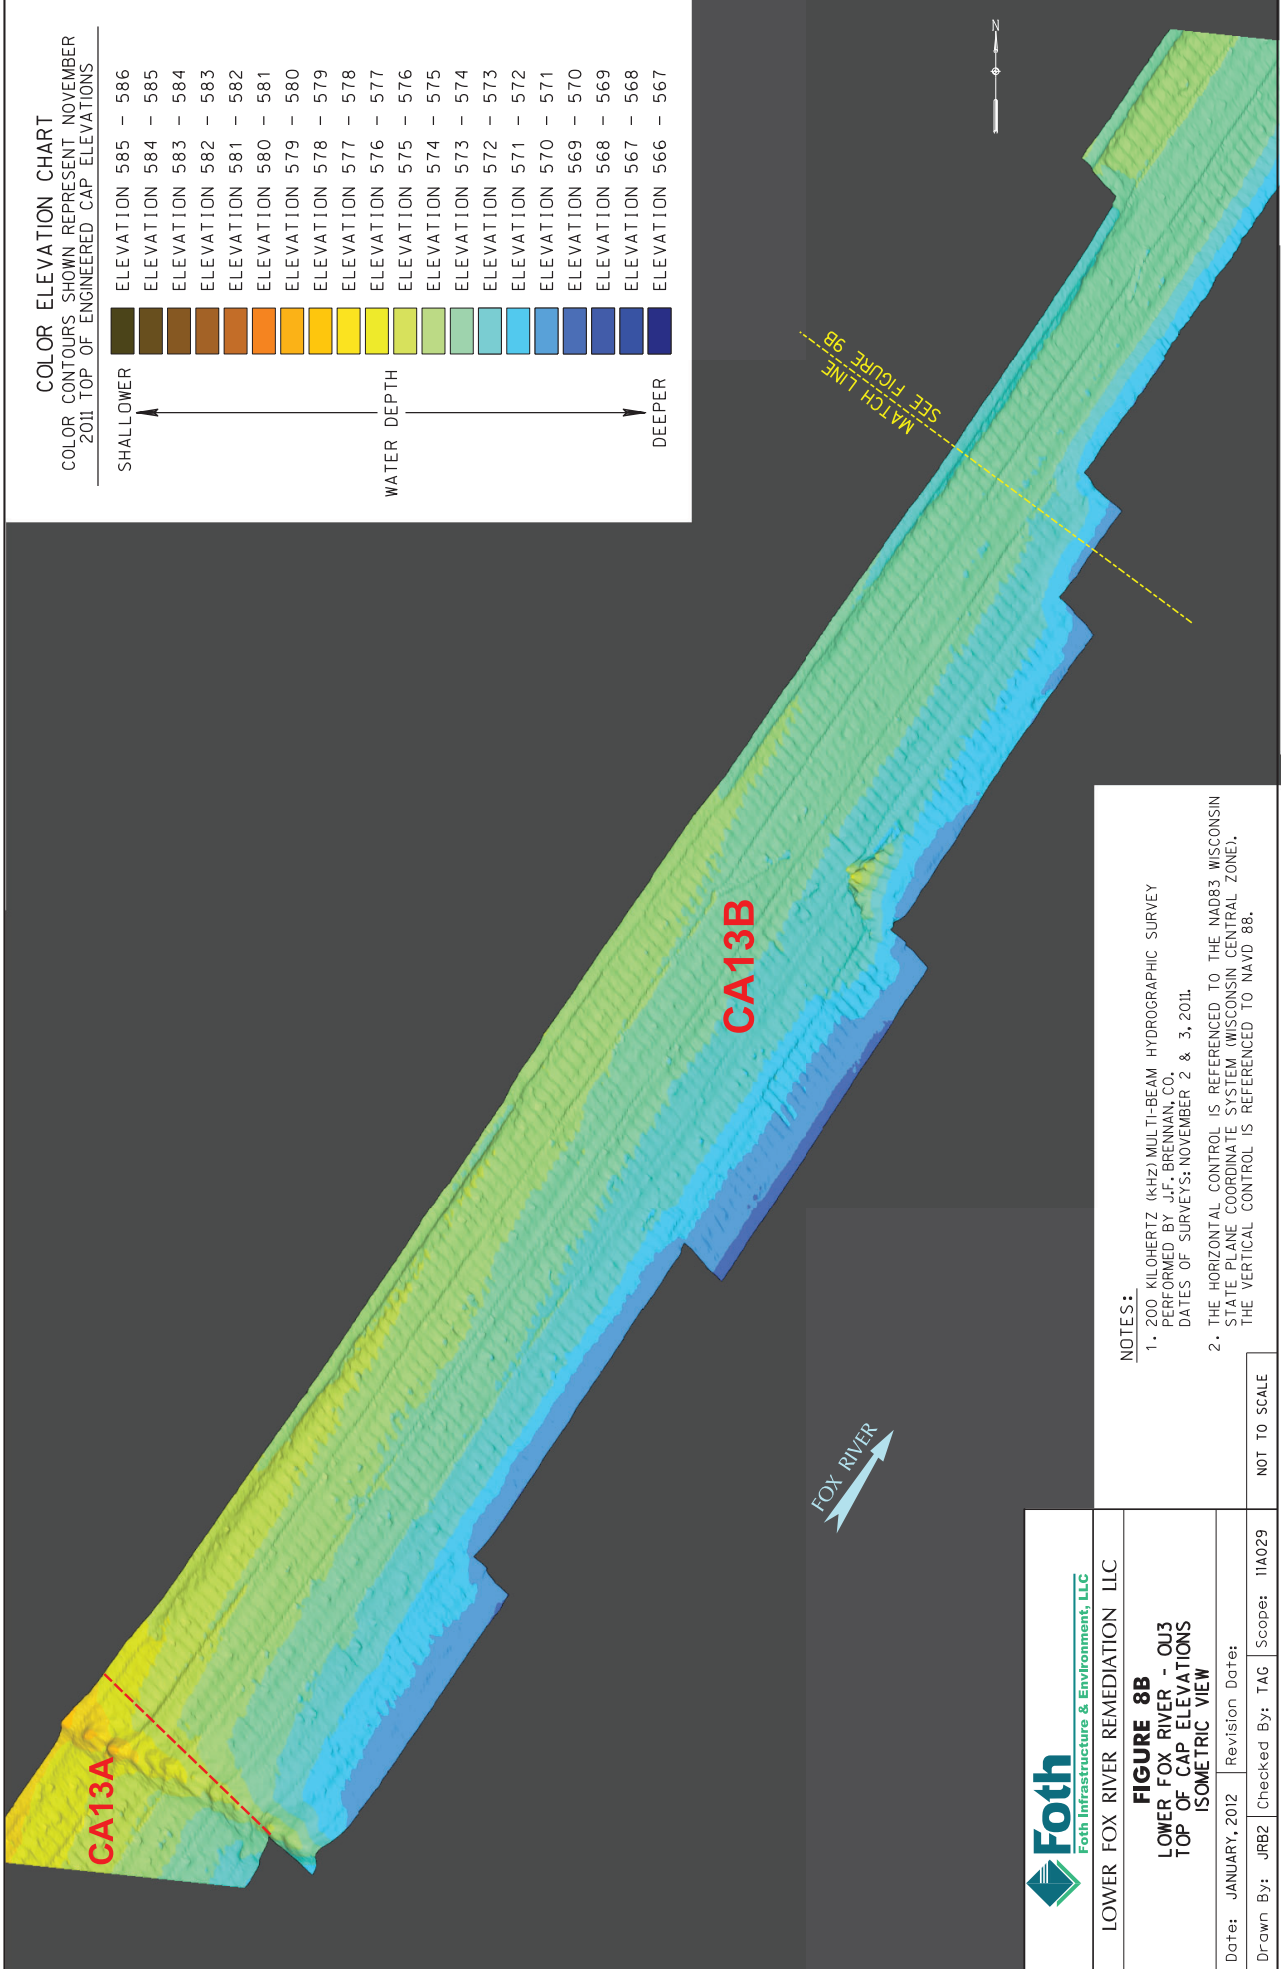 COLOR ELEVATION CHART
COLOR CONTOURS SHOWN REPRESENT NOVEMBER
2011 TOP OF ENGINEERED CAP ELEVATIONS
SHALLOWER
WATER DEPTH
DEEPER
ELEVATION 585 - 586
ELEVATION 584 - 585
ELEVATION 583 - 584
ELEVATION 582 - 583
ELEVATION 581 - 582
ELEVATION 580 - 581
ELEVATION 579 - 580
ELEVATION 578 - 579
ELEVATION 577 - 578
ELEVATION 576 - 577
ELEVATION 575 - 576
ELEVATION 574 - 575
ELEVATION 573 - 574
ELEVATION 572 - 573
ELEVATION 571 - 572
ELEVATION 570 - 571
ELEVATION 569 - 570
ELEVATION 568 - 569
ELEVATION 567 - 568
ELEVATION 566 - 567
N
MATCH LINE
SEE FIGURE 9B
CA13A
CA13B
FOX RIVER
NOTES:
1. 200 KILOHERTZ (kHz) MULTI-BEAM HYDROGRAPHIC SURVEY
PERFORMED BY J.F. BRENNAN, CO.
DATES OF SURVEYS: NOVEMBER 2 & 3, 2011.
2. THE HORIZONTAL CONTROL IS REFERENCED TO THE NAD83 WISCONSIN
STATE PLANE COORDINATE SYSTEM (WISCONSIN CENTRAL ZONE).
THE VERTICAL CONTROL IS REFERENCED TO NAVD 88.
Foth
Foth Infrastructure & Environment, LLC
LOWER FOX RIVER REMEDIATION LLC
FIGURE 8B
LOWER FOX RIVER - OU3
TOP OF CAP ELEVATIONS
ISOMETRIC VIEW
Date: JANUARY, 2012 Revision Date:
Drawn By: JRB2 Checked By: TAG Scope: 11A029 NOT TO SCALE